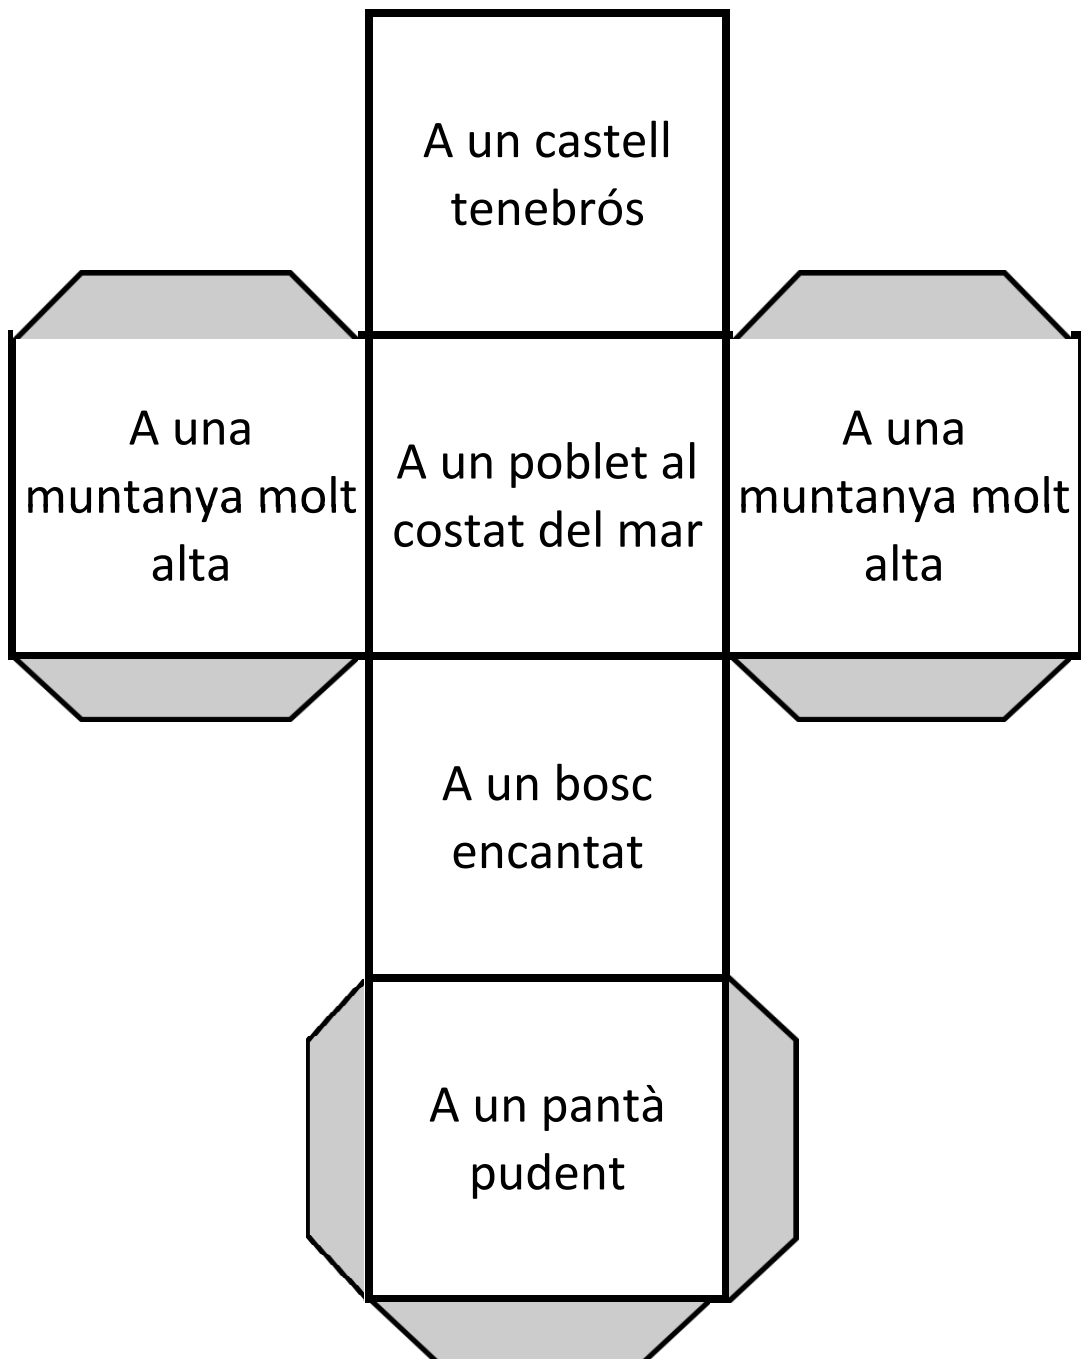 A un castell
tenebrós
A una
muntanya molt
alta
A un poblet al
costat del mar
A una
muntanya molt
alta
A un bosc
encantat
A un pantà
pudent